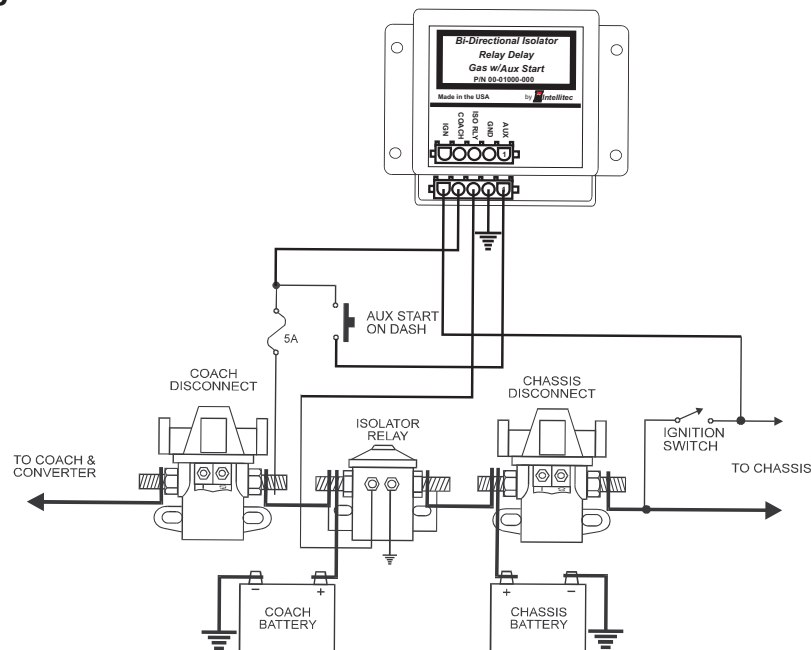 Bi-Directional Isolator
Relay Delay
Gas w/Aux Start
P/N 00-01000-000
Made in the USA
by Intellitec
IGN
COACH
ISO RLY
GND
AUX
1
5A
AUX START
ON DASH
COACH
DISCONNECT
ISOLATOR
RELAY
CHASSIS
DISCONNECT
IGNITION
SWITCH
TO COACH &
CONVERTER
TO CHASSIS
− +
COACH
BATTERY
+ −
CHASSIS
BATTERY